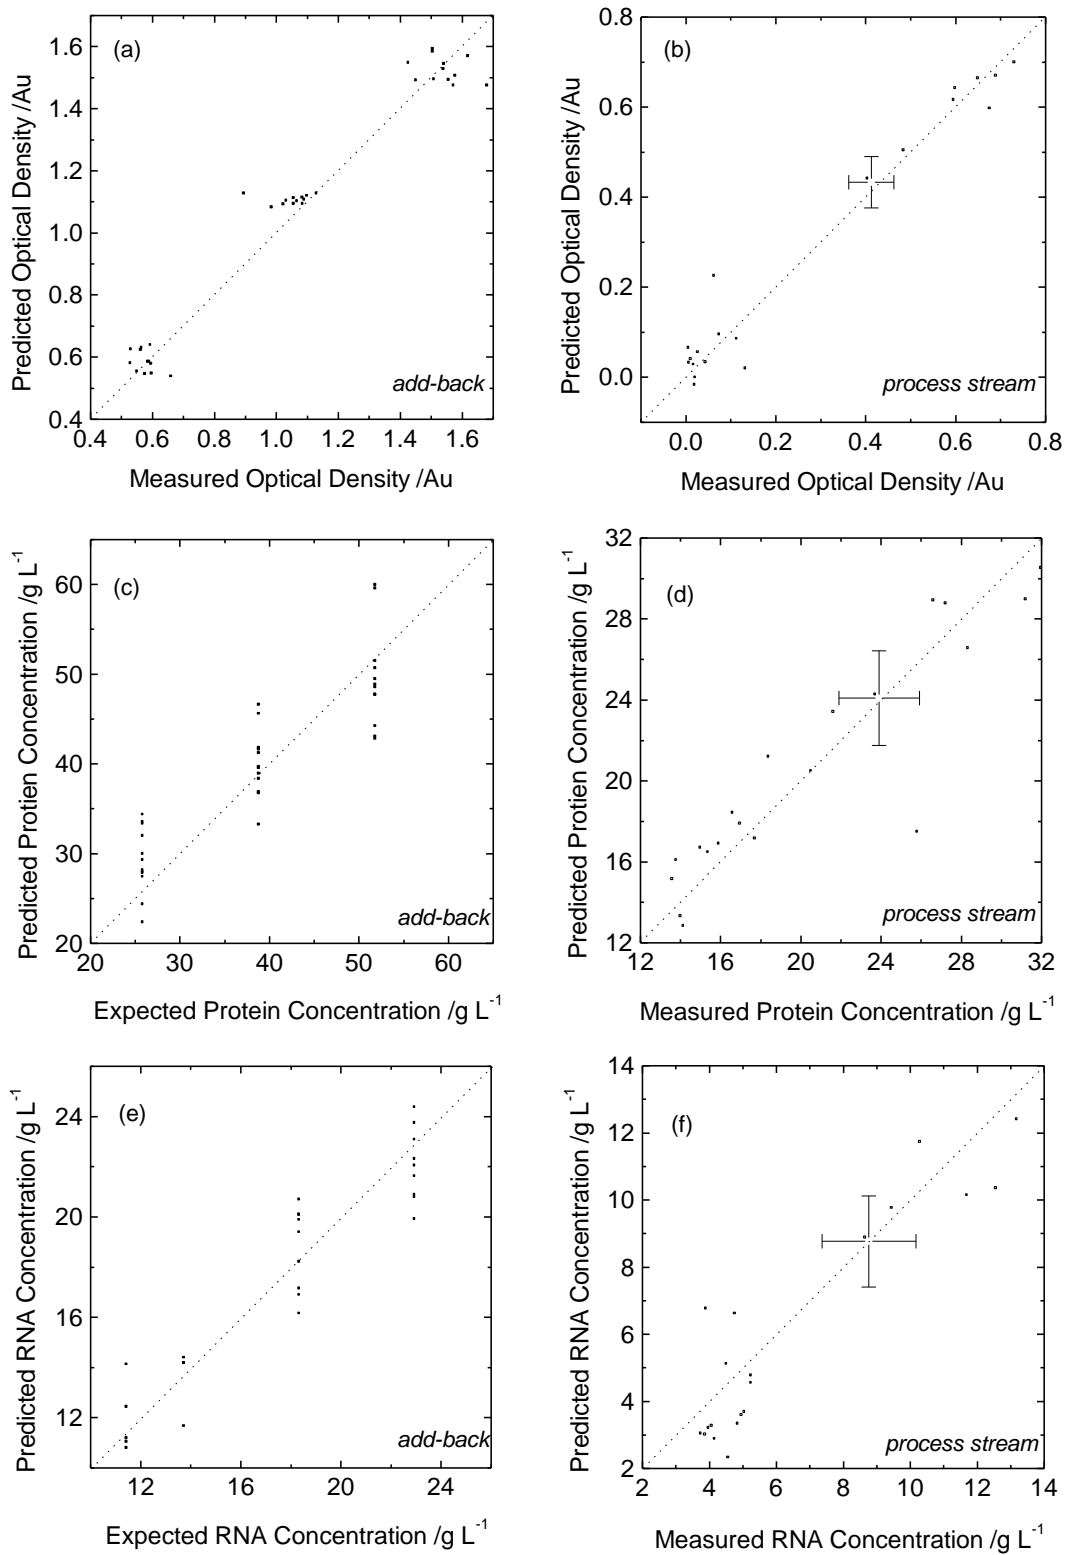 (a)
Predicted Optical Density /Au
1.6
1.4
1.2
1.0
0.8
0.6
0.4
0.4 0.6 0.8 1.0 1.2 1.4 1.6
add-back
Measured Optical Density /Au
(b)
Predicted Optical Density /Au
0.8
0.6
0.4
0.2
0.0
0.0 0.2 0.4 0.6 0.8
process stream
Measured Optical Density /Au
(c)
Predicted Protein Concentration /g L-1
60
50
40
30
20
20 30 40 50 60
add-back
Expected Protein Concentration /g L-1
(d)
Predicted Protien Concentration /g L-1
32
28
24
20
16
12
12 16 20 24 28 32
process stream
Measured Protein Concentration /g L-1
(e)
Predicted RNA Concentration /g L-1
24
20
16
12
12 16 20 24
add-back
Expected RNA Concentration /g L-1
(f)
Predicted RNA Concentration /g L-1
14
12
10
8
6
4
2
2 4 6 8 10 12 14
process stream
Measured RNA Concentration /g L-1